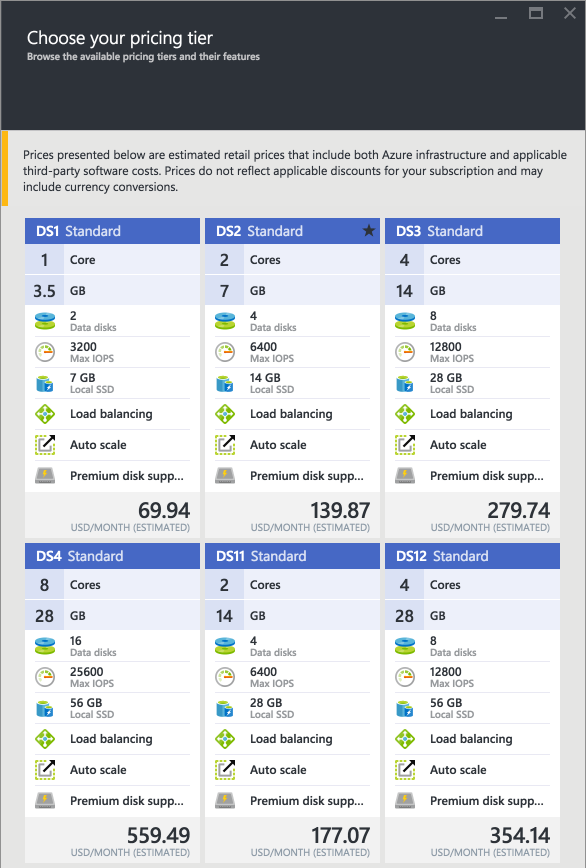 Choose your pricing tier
Browse the available pricing tiers and their features
Prices presented below are estimated retail prices that include both Azure infrastructure and applicable
third-party software costs. Prices do not reflect applicable discounts for your subscription and may
include currency conversions.
DS1 Standard
1 Core
3.5 GB
2
Data disks
3200
Max IOPS
7 GB
Local SSD
Load balancing
Auto scale
Premium disk supp...
69.94
USD/MONTH (ESTIMATED)
DS2 Standard
2 Cores
7 GB
4
Data disks
6400
Max IOPS
14 GB
Local SSD
Load balancing
Auto scale
Premium disk supp...
139.87
USD/MONTH (ESTIMATED)
DS3 Standard
4 Cores
14 GB
8
Data disks
12800
Max IOPS
28 GB
Local SSD
Load balancing
Auto scale
Premium disk supp...
279.74
USD/MONTH (ESTIMATED)
DS4 Standard
8 Cores
28 GB
16
Data disks
25600
Max IOPS
56 GB
Local SSD
Load balancing
Auto scale
Premium disk supp...
559.49
USD/MONTH (ESTIMATED)
DS11 Standard
2 Cores
14 GB
4
Data disks
6400
Max IOPS
28 GB
Local SSD
Load balancing
Auto scale
Premium disk supp...
177.07
USD/MONTH (ESTIMATED)
DS12 Standard
4 Cores
28 GB
8
Data disks
12800
Max IOPS
56 GB
Local SSD
Load balancing
Auto scale
Premium disk supp...
354.14
USD/MONTH (ESTIMATED)